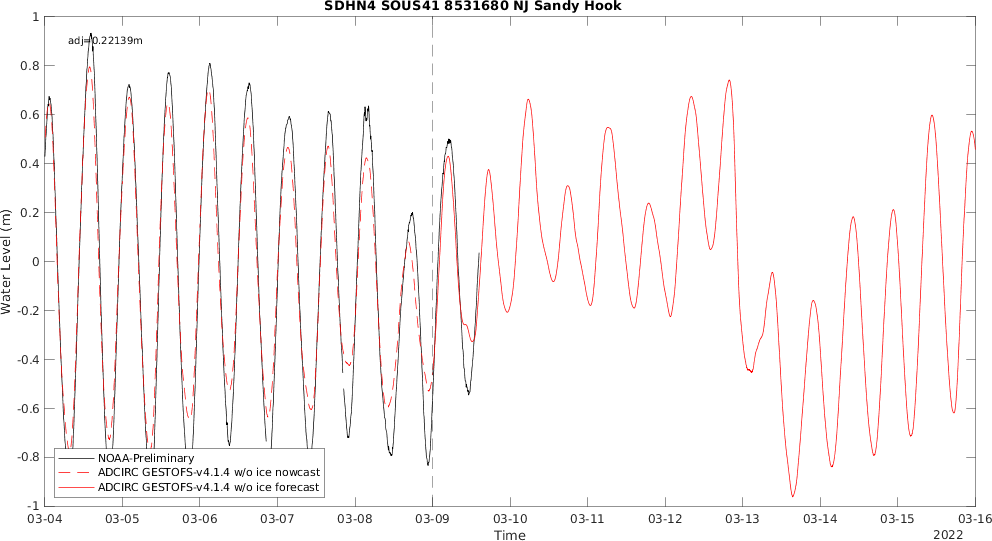 SDHN4 SOUS41 8531680 NJ Sandy Hook
adj=0.22139m
Water Level (m)
1
0.8
0.6
0.4
0.2
0
-0.2
-0.4
-0.6
-0.8
-1
NOAA-Preliminary
ADCIRC GESTOFS-v4.1.4 w/o ice nowcast
ADCIRC GESTOFS-v4.1.4 w/o ice forecast
03-04 03-05 03-06 03-07 03-08 03-09 03-10 03-11 03-12 03-13 03-14 03-15 03-16
Time
2022